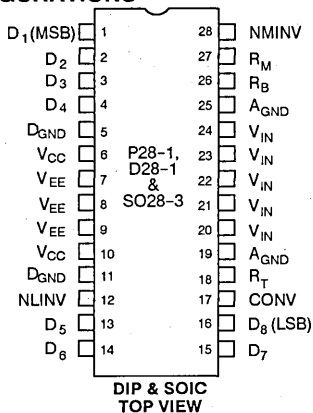 D1(MSB) 1 28 NMINV
D2 2 27 RM
D3 3 26 RB
D4 4 25 AGND
DGND 5 24 VIN
VCC 6 P28-1, 23 VIN
VEE 7 D28-1 22 VIN
&
VEE 8 SO28-3 21 VIN
VEE 9 20 VIN
VCC 10 19 AGND
DGND 11 18 RT
NLINV 12 17 CONV
D5 13 16 D8(LSB)
D6 14 15 D7
DIP & SOIC
TOP VIEW